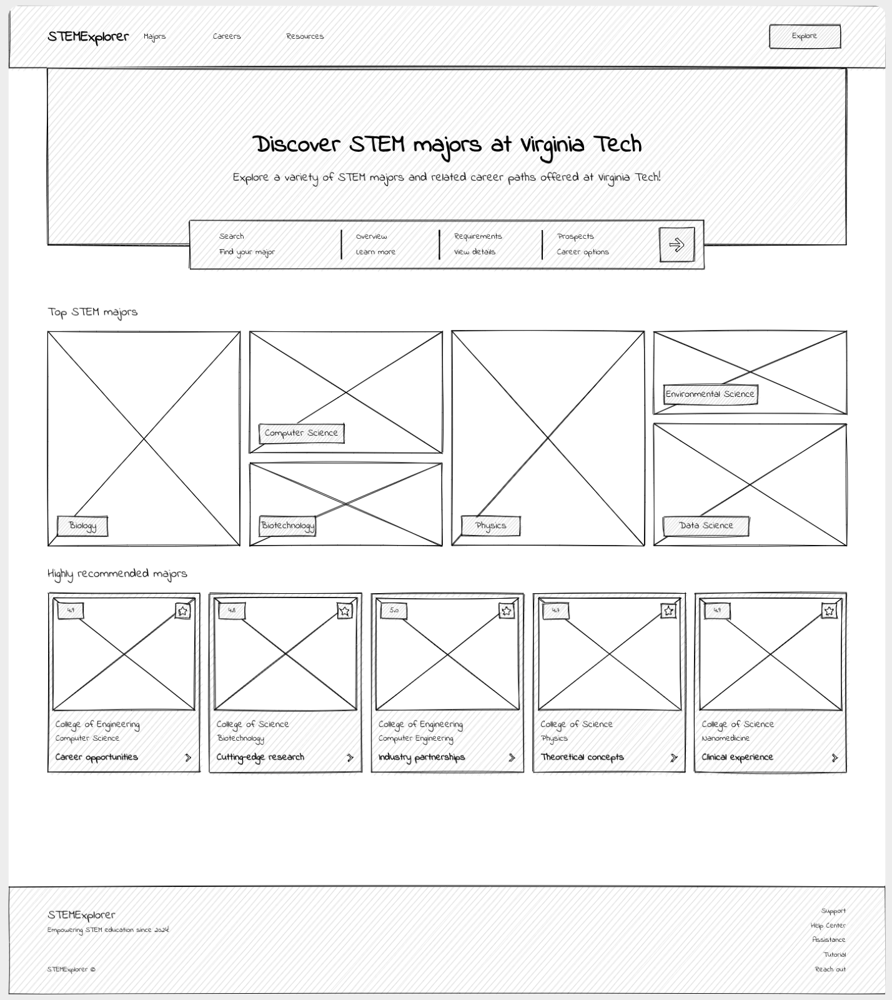 STEMExplorer Majors Careers Resources Explore
Discover STEM majors at Virginia Tech
Explore a variety of STEM majors and related career paths offered at Virginia Tech!
Search Overview Requirements Prospects
Find your major Learn more View details Career options
Top STEM majors
Environmental Science
Computer Science
Biology Biotechnology Physics Data Science
Highly recommended majors
4.9 4.8 5.0 4.7 4.9
College of Engineering College of Science College of Engineering College of Science College of Science
Computer Science Biotechnology Computer Engineering Physics Nanomedicine
Career opportunities Cutting-edge research Industry partnerships Theoretical concepts Clinical experience
STEMExplorer
Empowering STEM education since 2024!
STEMExplorer ©
Support
Help Center
Assistance
Tutorial
Reach out